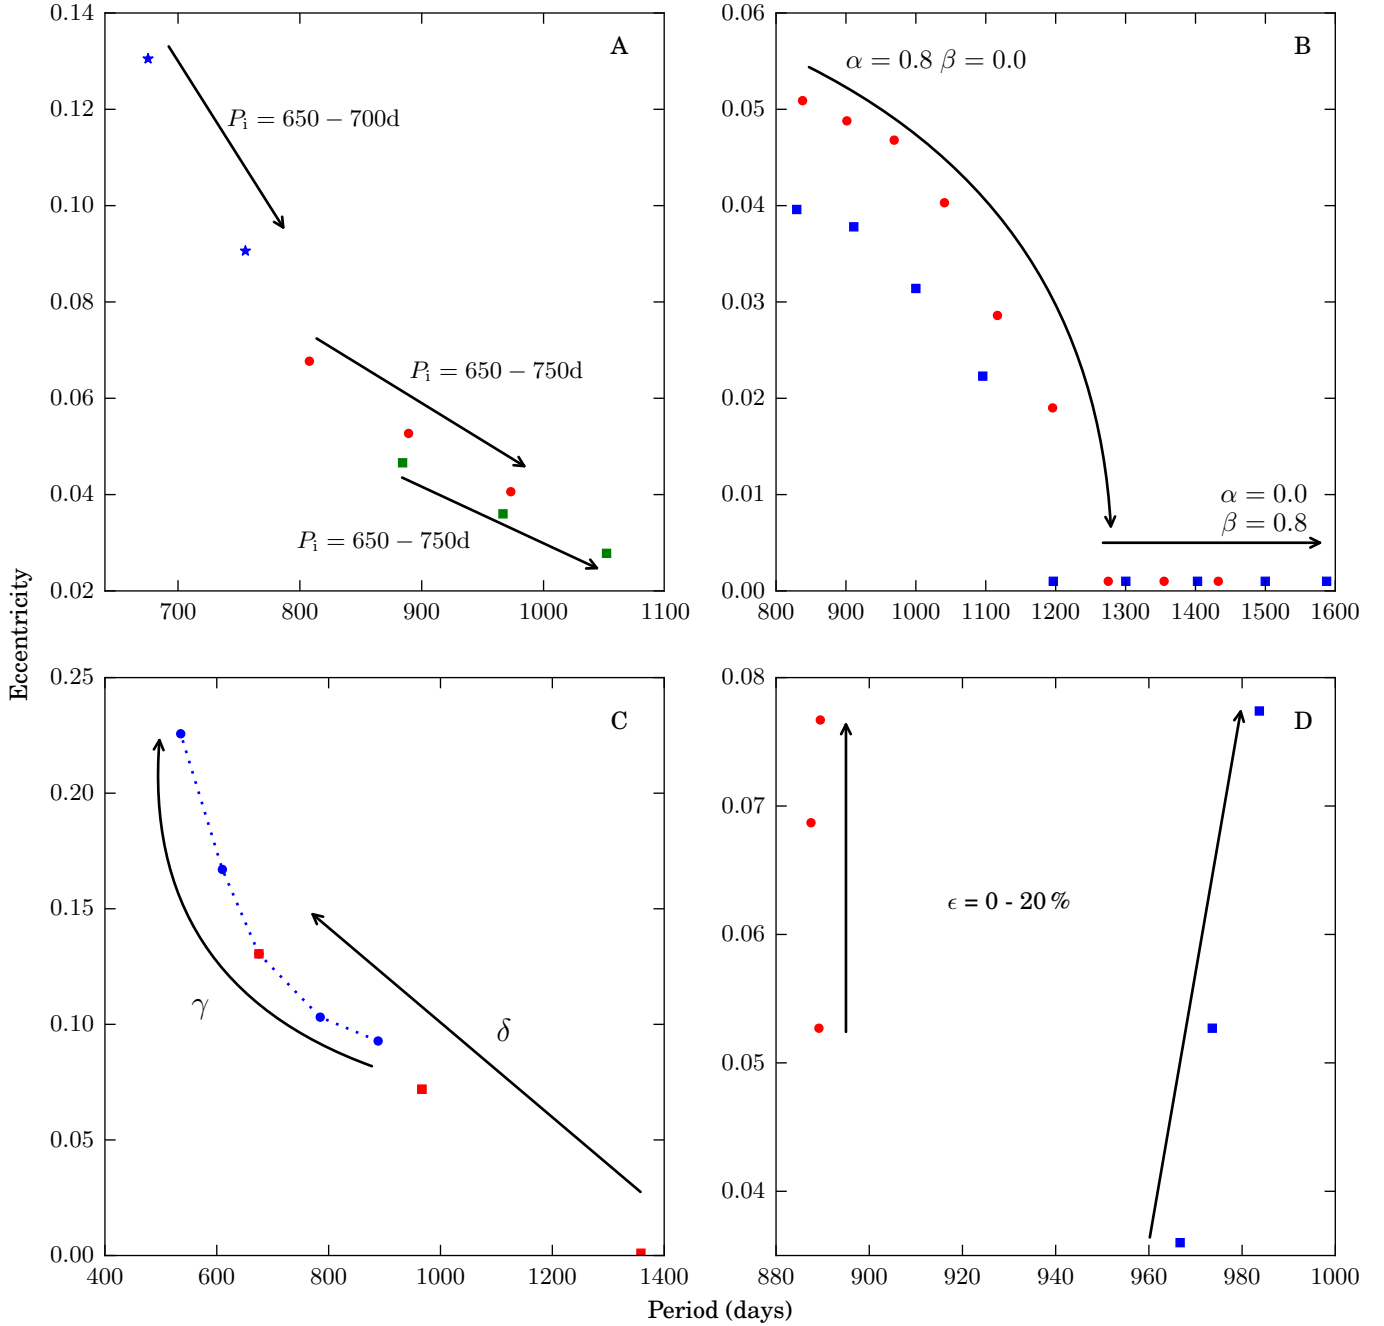 0.14
0.12
0.10
0.08
0.06
0.04
0.02
700 800 900 1000 1100
A
P_i = 650 − 700d
P_i = 650 − 750d
P_i = 650 − 750d
0.06
0.05
0.04
0.03
0.02
0.01
0.00
800 900 1000 1100 1200 1300 1400 1500 1600
B
α = 0.8 β = 0.0
α = 0.0
β = 0.8
Eccentricity
0.25
0.20
0.15
0.10
0.05
0.00
400 600 800 1000 1200 1400
C
γ
δ
0.08
0.07
0.06
0.05
0.04
880 900 920 940 960 980 1000
D
ϵ = 0 - 20%
Period (days)